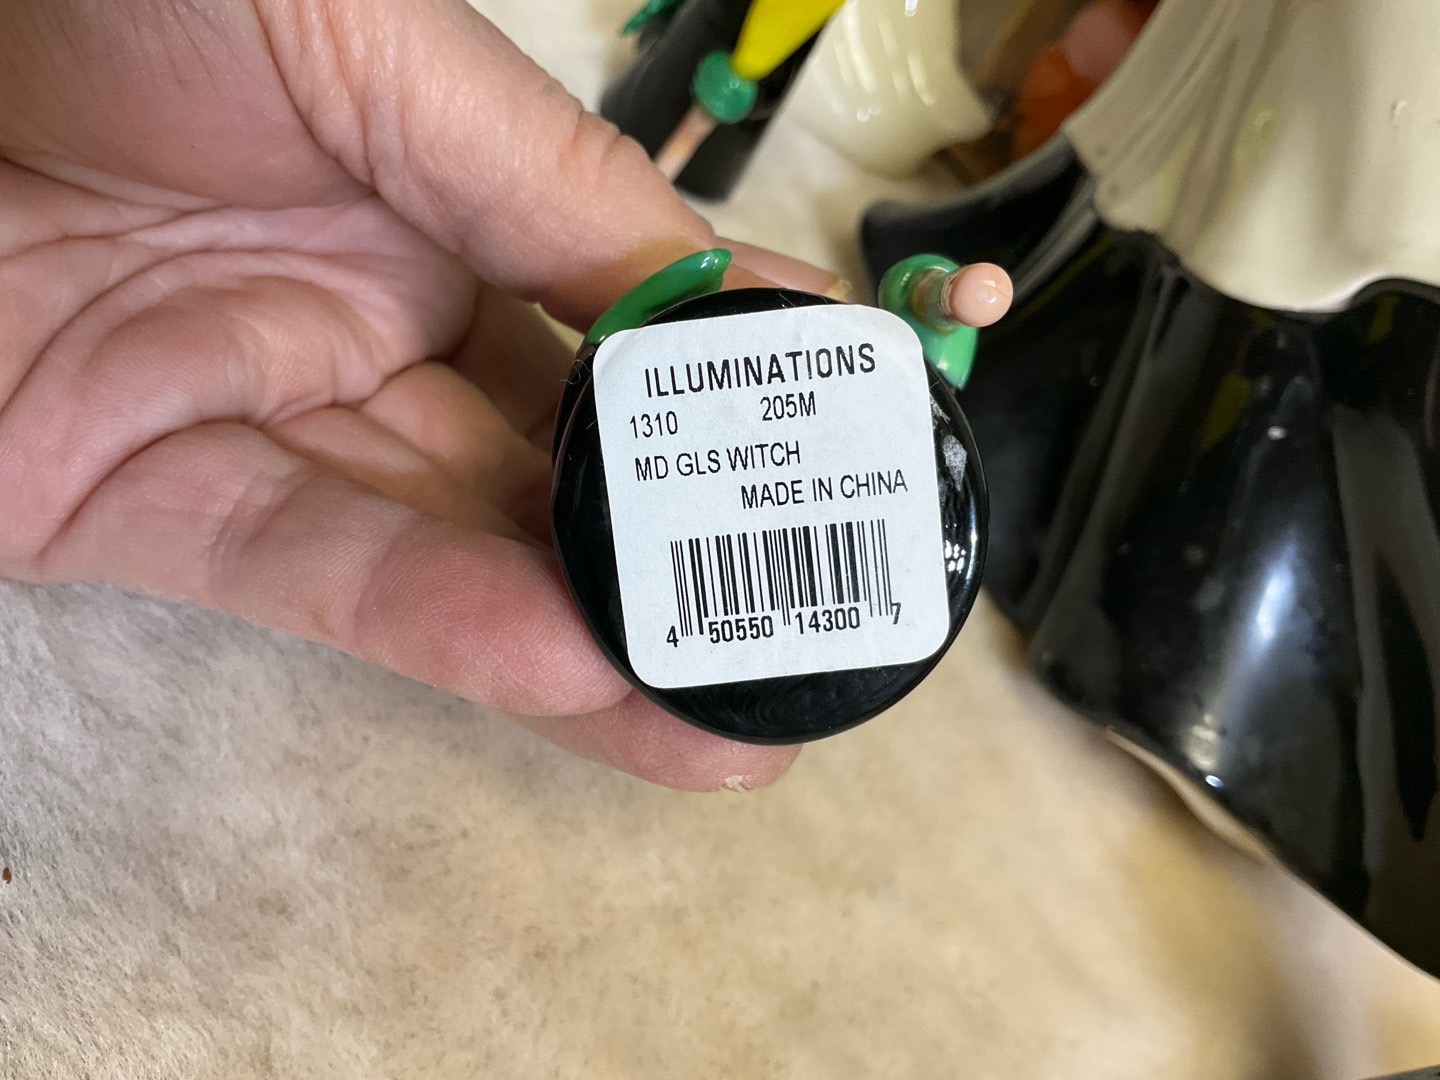 ILLUMINATIONS
1310 205M
MD GLS WITCH
MADE IN CHINA
4 50550 14300 7